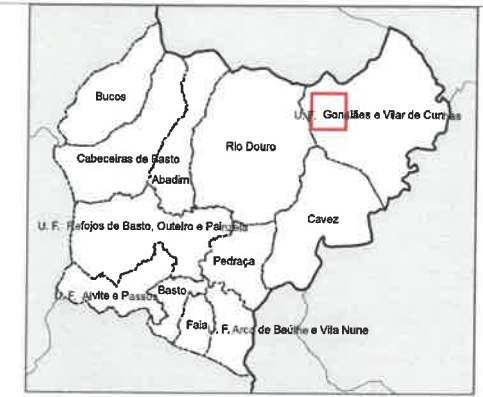 Bucos
U. F. Gondiães e Vilar de Cunhas
Rio Douro
Cabeceiras de Basto
Abadim
Cavez
U. F. Refojos de Basto, Outeiro e Painzela
Pedraça
U. F. Alvite e Passos
Basto
Faia
U. F. Arco de Baúlhe e Vila Nune